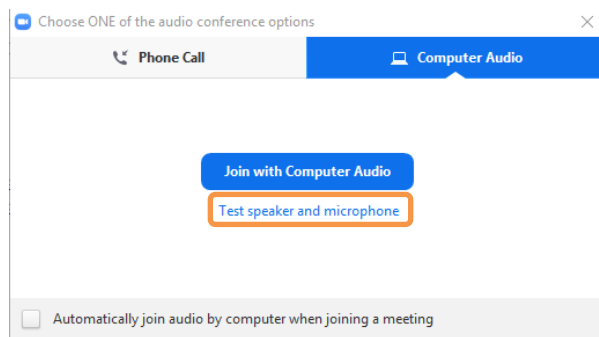 Choose ONE of the audio conference options
Phone Call
Computer Audio
Join with Computer Audio
Test speaker and microphone
Automatically join audio by computer when joining a meeting